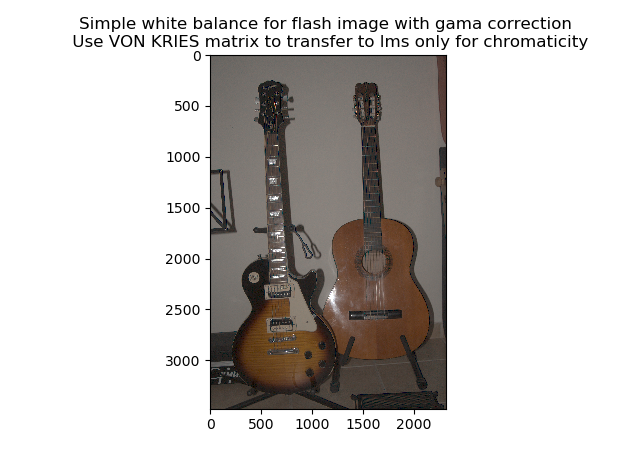 Simple white balance for flash image with gama correction
Use VON KRIES matrix to transfer to lms only for chromaticity
0
500
1000
1500
2000
2500
3000
0 500 1000 1500 2000